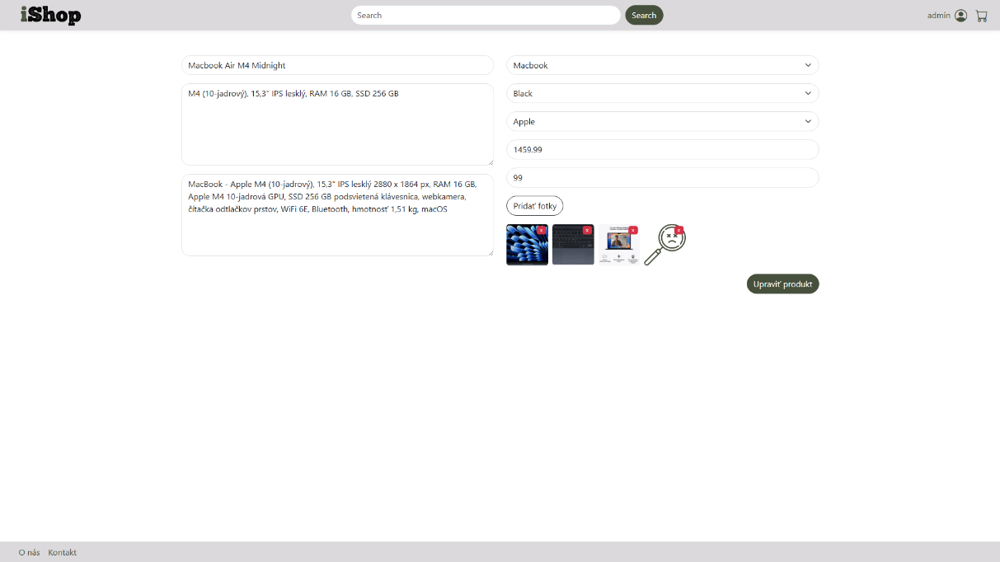 iShop
Search
Search
admin
Macbook Air M4 Midnight
M4 (10-jadrový), 15,3" IPS lesklý, RAM 16 GB, SSD 256 GB
MacBook - Apple M4 (10-jadrový), 15,3" IPS lesklý 2880 x 1864 px, RAM 16 GB,
Apple M4 10-jadrová GPU, SSD 256 GB podsvietená klávesnica, webkamera,
čítačka odtlačkov prstov, WiFi 6E, Bluetooth, hmotnosť 1,51 kg, macOS
Macbook
Black
Apple
1459.99
99
Pridať fotky
x
x
x
x
Upraviť produkt
O nás
Kontakt